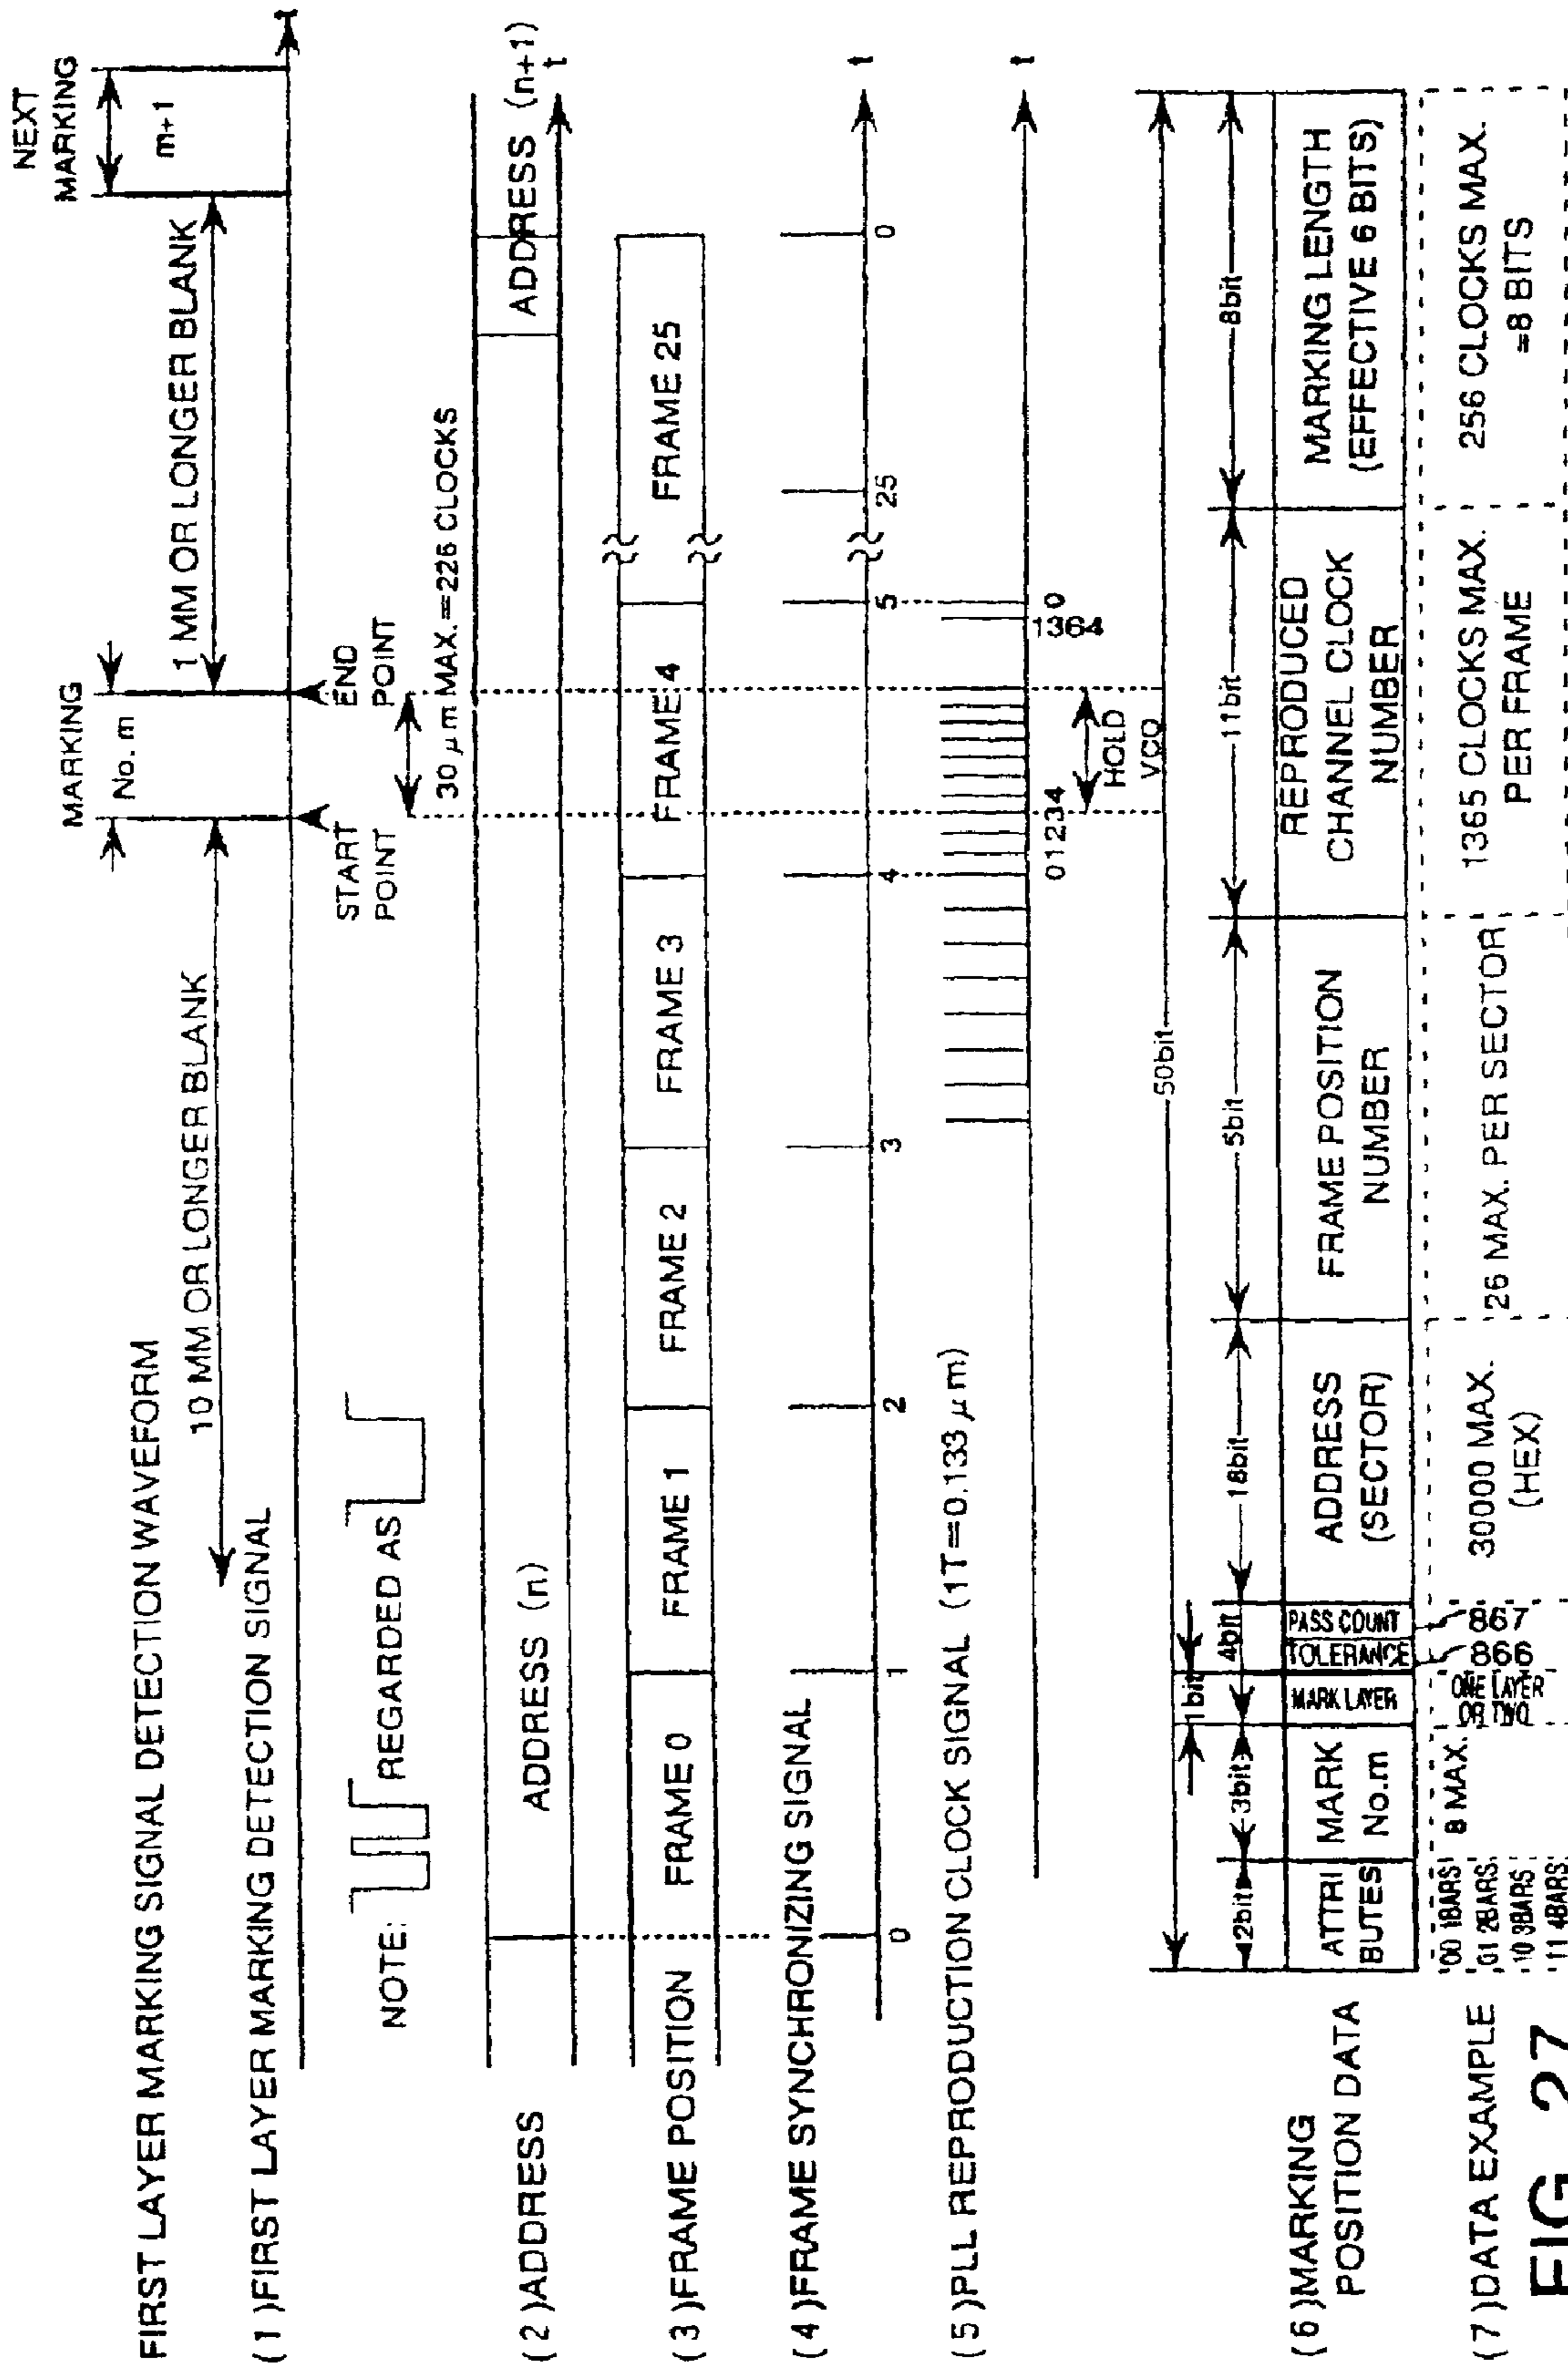 FIRST LAYER MARKING SIGNAL DETECTION WAVEFORM
MARKING
No. m
NEXT
MARKING
m+1
10 MM OR LONGER BLANK
1 MM OR LONGER BLANK
(1)FIRST LAYER MARKING DETECTION SIGNAL
t
START
POINT
END
POINT
NOTE:
REGARDED AS
30 μm MAX.=226 CLOCKS
(2)ADDRESS
ADDRESS (n)
ADDRESS (n+1)
t
(3)FRAME POSITION
FRAME 0
FRAME 1
FRAME 2
FRAME 3
FRAME 4
FRAME 25
(4)FRAME SYNCHRONIZING SIGNAL
t
0
1
2
3
4
5
25
0
(5)PLL REPRODUCTION CLOCK SIGNAL (1T=0.133 μm)
t
01234
1364
0
HOLD
VCO
50bit
1bit
2bit
3bit
4bit
18bit
5bit
11bit
8bit
(6)MARKING
POSITION DATA
ATTRI
BUTES
MARK
No.m
MARK LAYER
TOLERANCE
PASS COUNT
ADDRESS
(SECTOR)
FRAME POSITION
NUMBER
REPRODUCED
CHANNEL CLOCK
NUMBER
MARKING LENGTH
(EFFECTIVE 6 BITS)
(7)DATA EXAMPLE
00 1BARS
01 2BARS
10 3BARS
11 4BARS
8 MAX.
ONE LAYER
OR TWO
866
867
30000 MAX.
(HEX)
26 MAX. PER SECTOR
1365 CLOCKS MAX.
PER FRAME
256 CLOCKS MAX.
=8 BITS
FIG. 27